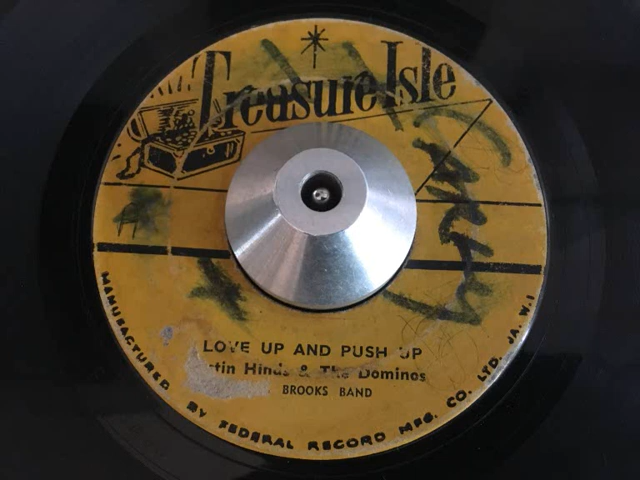 Treasure Isle
LOVE UP AND PUSH UP
tin Hinds & The Dominos
BROOKS BAND
MANUFACTURED BY FEDERAL RECORD MFG. CO. LTD. JA. W.I